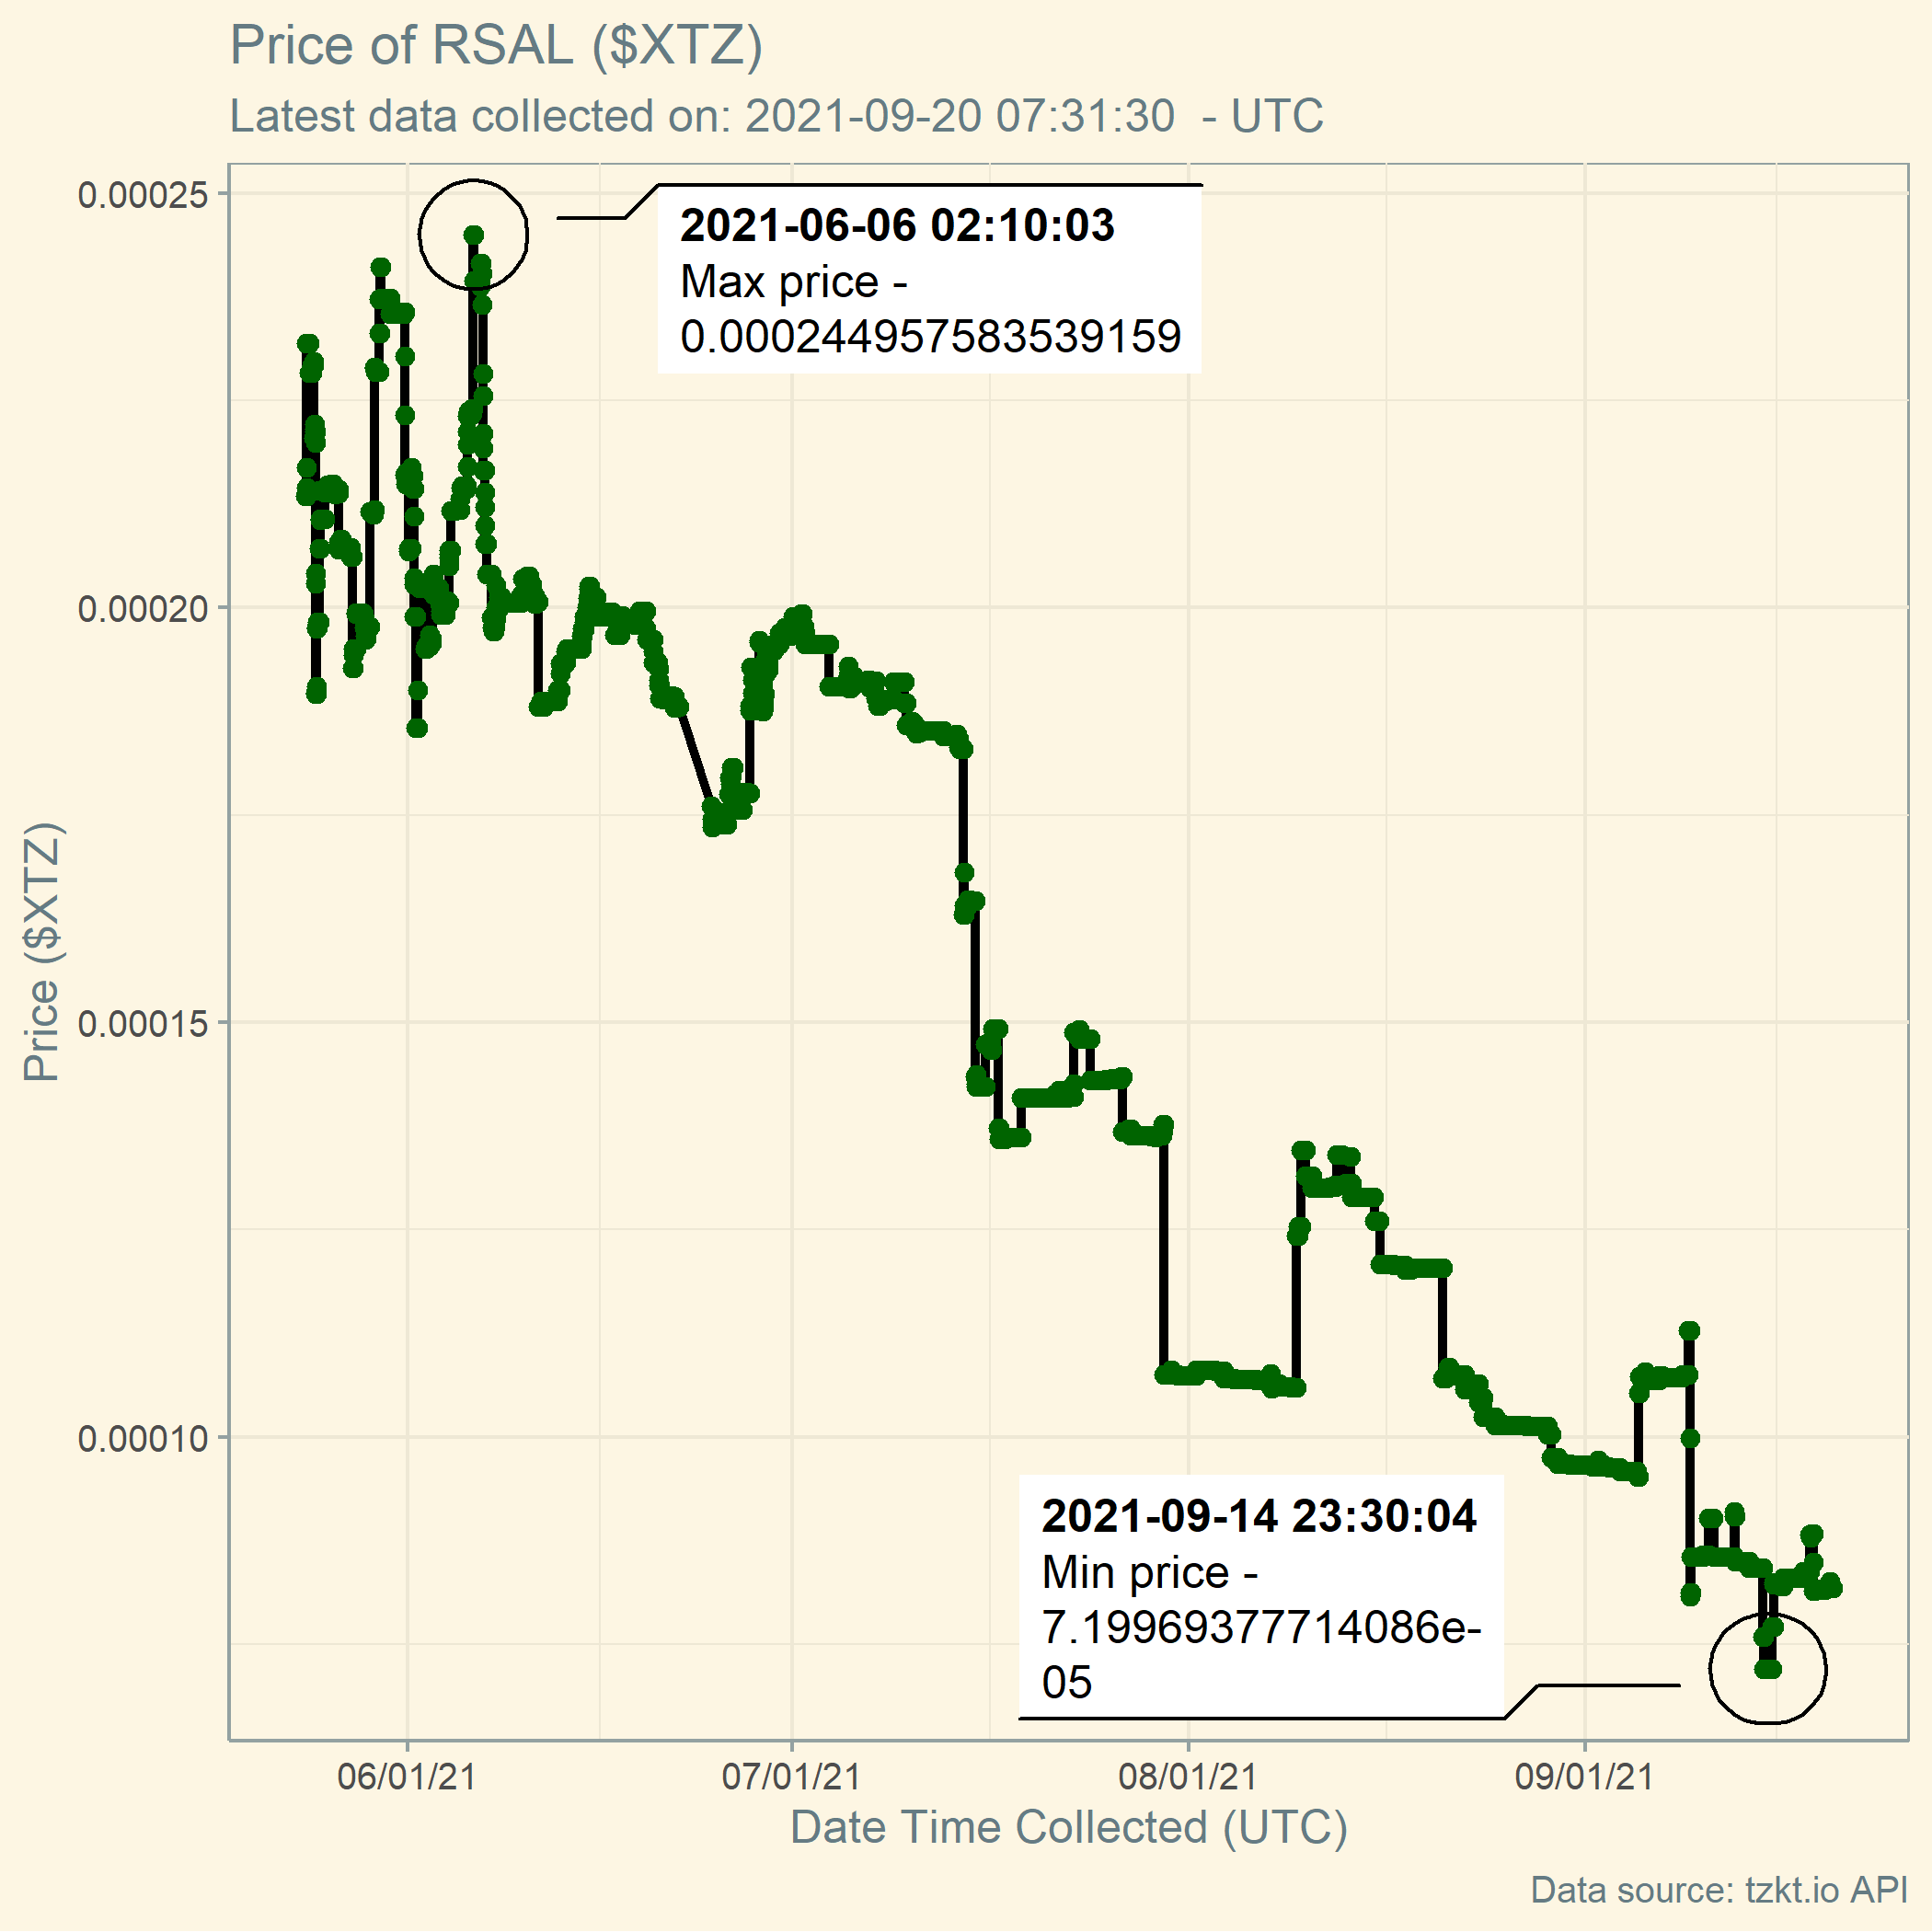 Price of RSAL ($XTZ)
Latest data collected on: 2021-09-20 07:31:30  - UTC
0.00025
0.00020
0.00015
0.00010
Price ($XTZ)
2021-06-06 02:10:03
Max price -
0.000244957583539159
2021-09-14 23:30:04
Min price -
7.19969377714086e-
05
06/01/21
07/01/21
08/01/21
09/01/21
Date Time Collected (UTC)
Data source: tzkt.io API